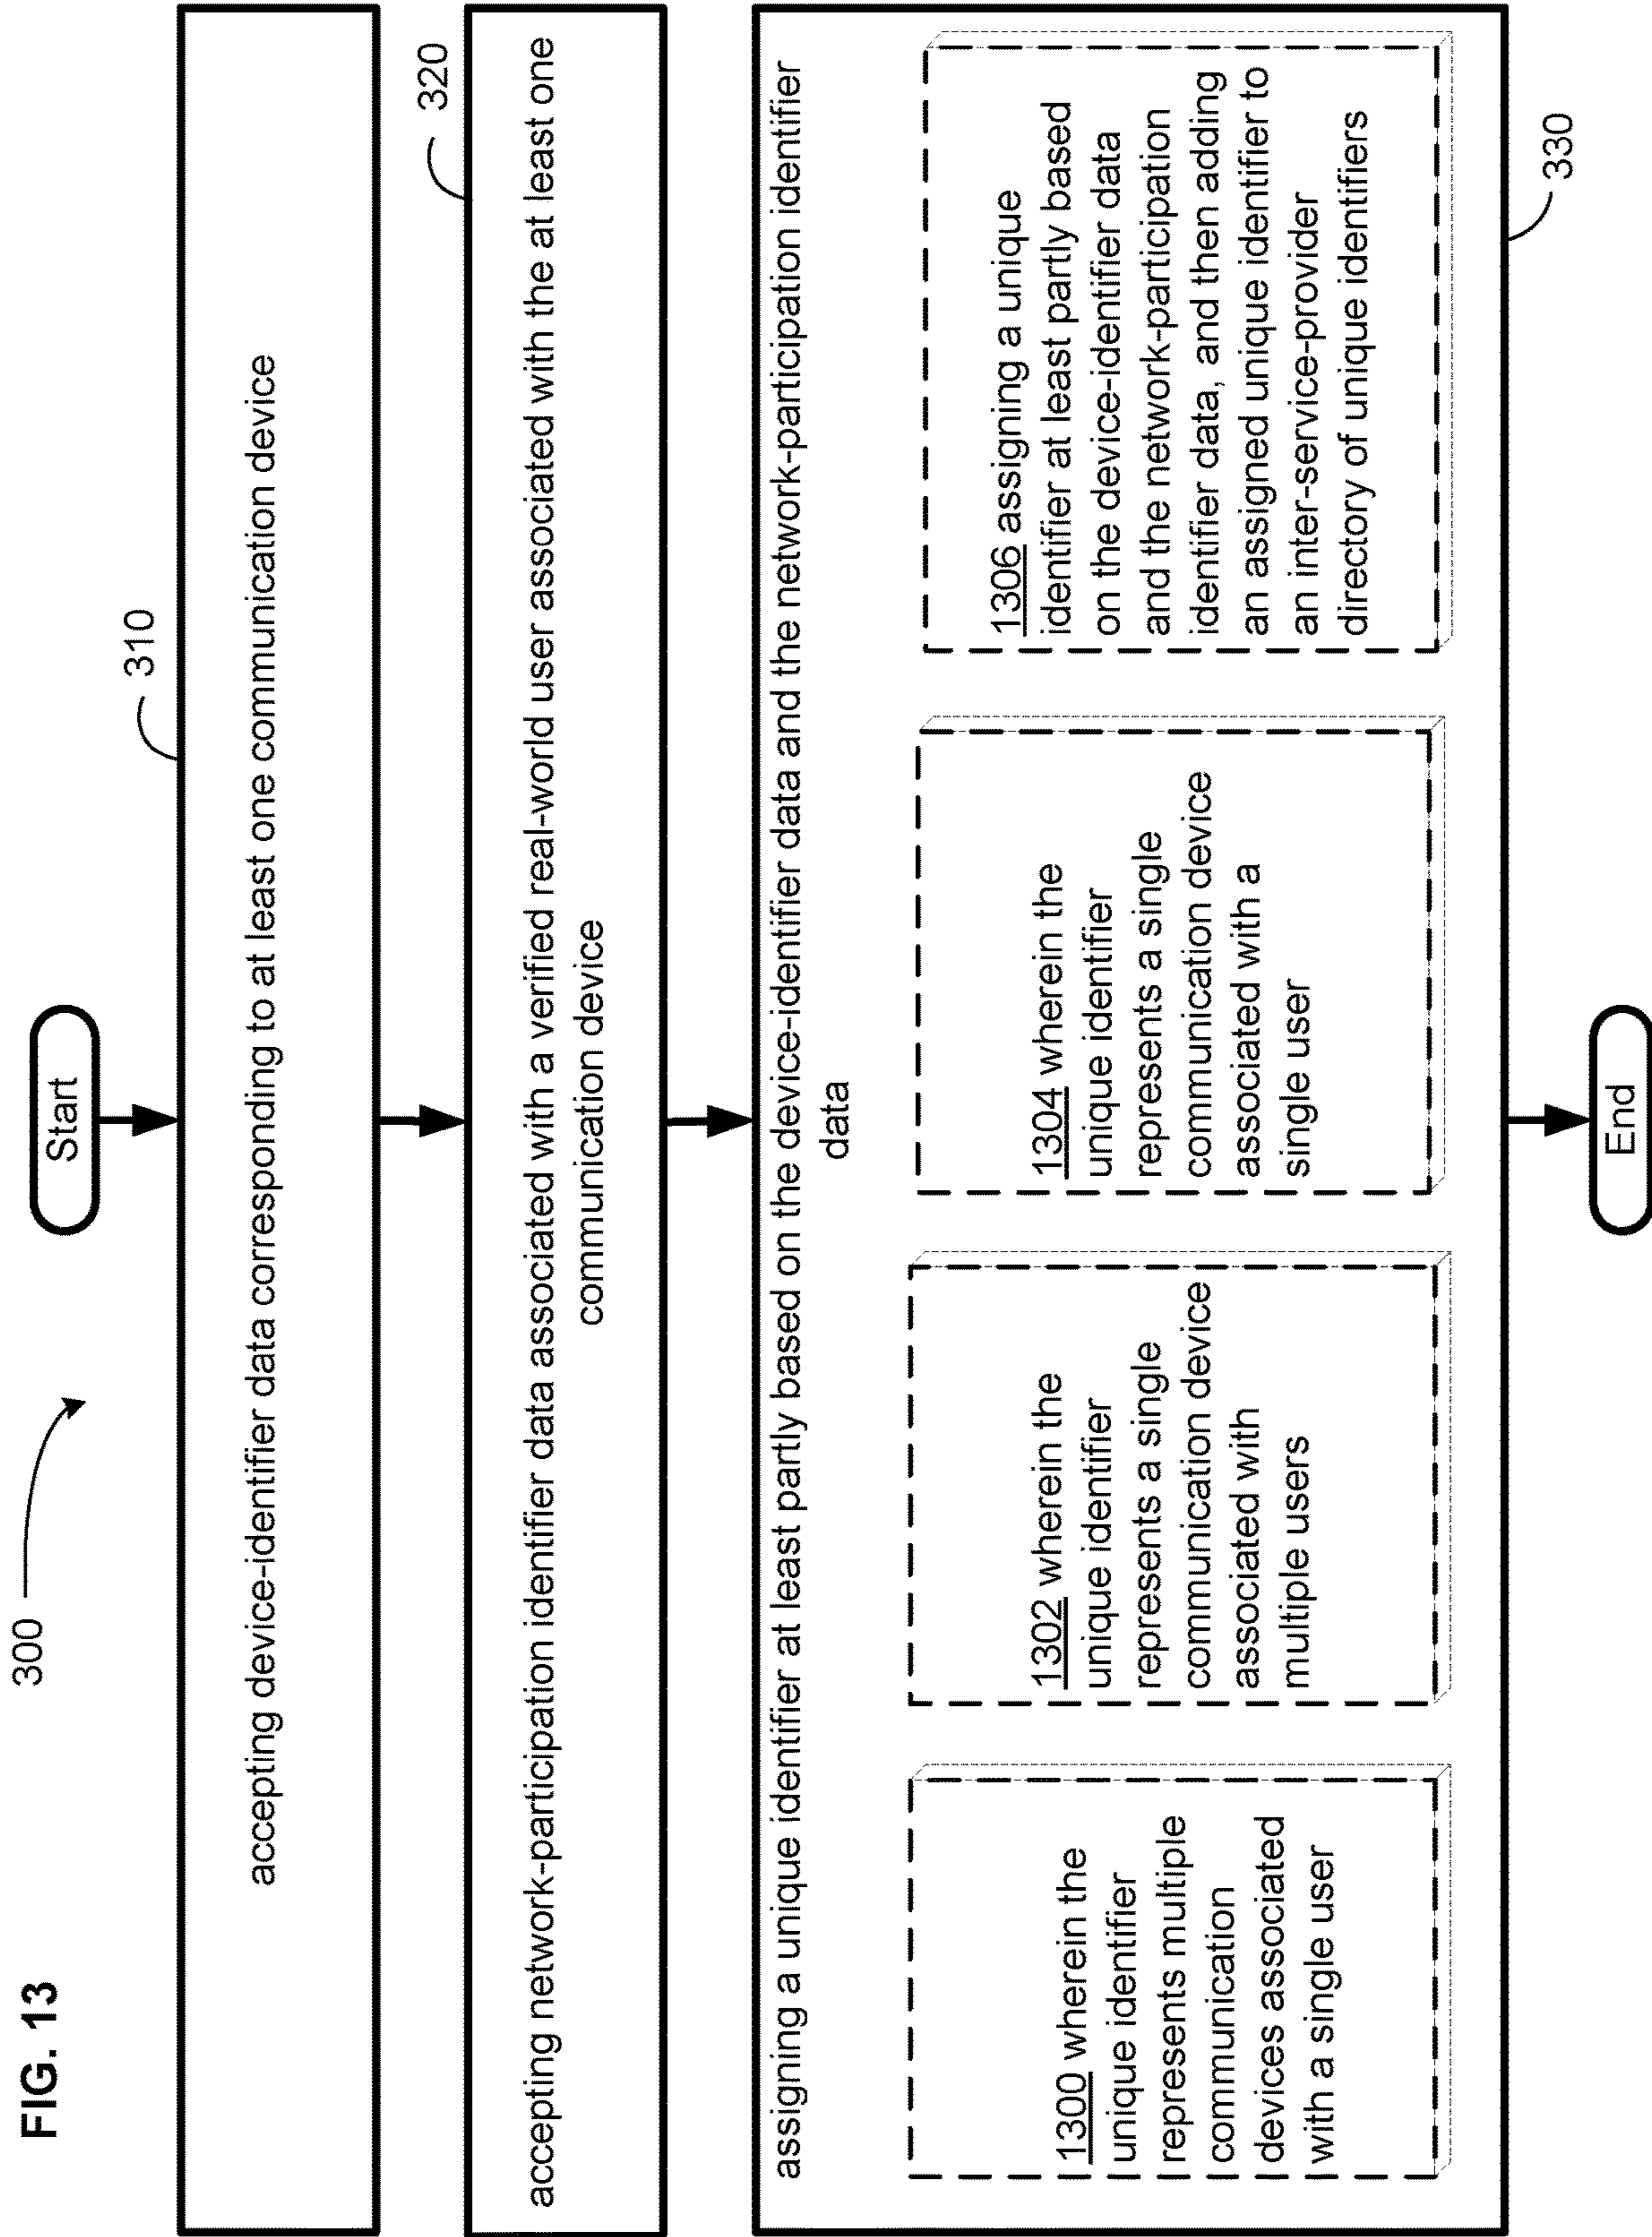 FIG. 13
300
Start
310
accepting device-identifier data corresponding to at least one communication device
320
accepting network-participation identifier data associated with a verified real-world user associated with the at least one
communication device
assigning a unique identifier at least partly based on the device-identifier data and the network-participation identifier
data
1300 wherein the
unique identifier
represents multiple
communication
devices associated
with a single user
1302 wherein the
unique identifier
represents a single
communication device
associated with
multiple users
1304 wherein the
unique identifier
represents a single
communication device
associated with a
single user
1306 assigning a unique
identifier at least partly based
on the device-identifier data
and the network-participation
identifier data, and then adding
an assigned unique identifier to
an inter-service-provider
directory of unique identifiers
330
End